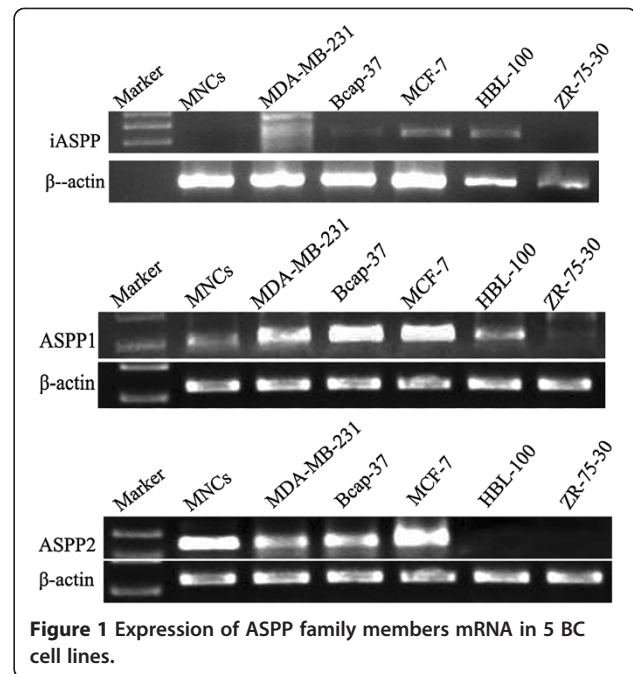 Marker MNCs MDA-MB-231 Bcap-37 MCF-7 HBL-100 ZR-75-30
iASPP
β--actin
Marker MNCs MDA-MB-231 Bcap-37 MCF-7 HBL-100 ZR-75-30
ASPP1
β-actin
Marker MNCs MDA-MB-231 Bcap-37 MCF-7 HBL-100 ZR-75-30
ASPP2
β-actin
Figure 1 Expression of ASPP family members mRNA in 5 BC
cell lines.